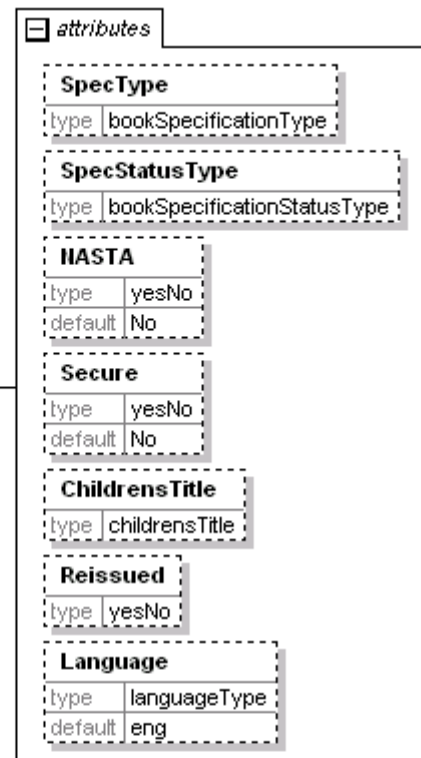 attributes
SpecType
type bookSpecificationType
SpecStatusType
type bookSpecificationStatusType
NASTA
type yesNo
default No
Secure
type yesNo
default No
ChildrensTitle
type childrensTitle
Reissued
type yesNo
Language
type languageType
default eng